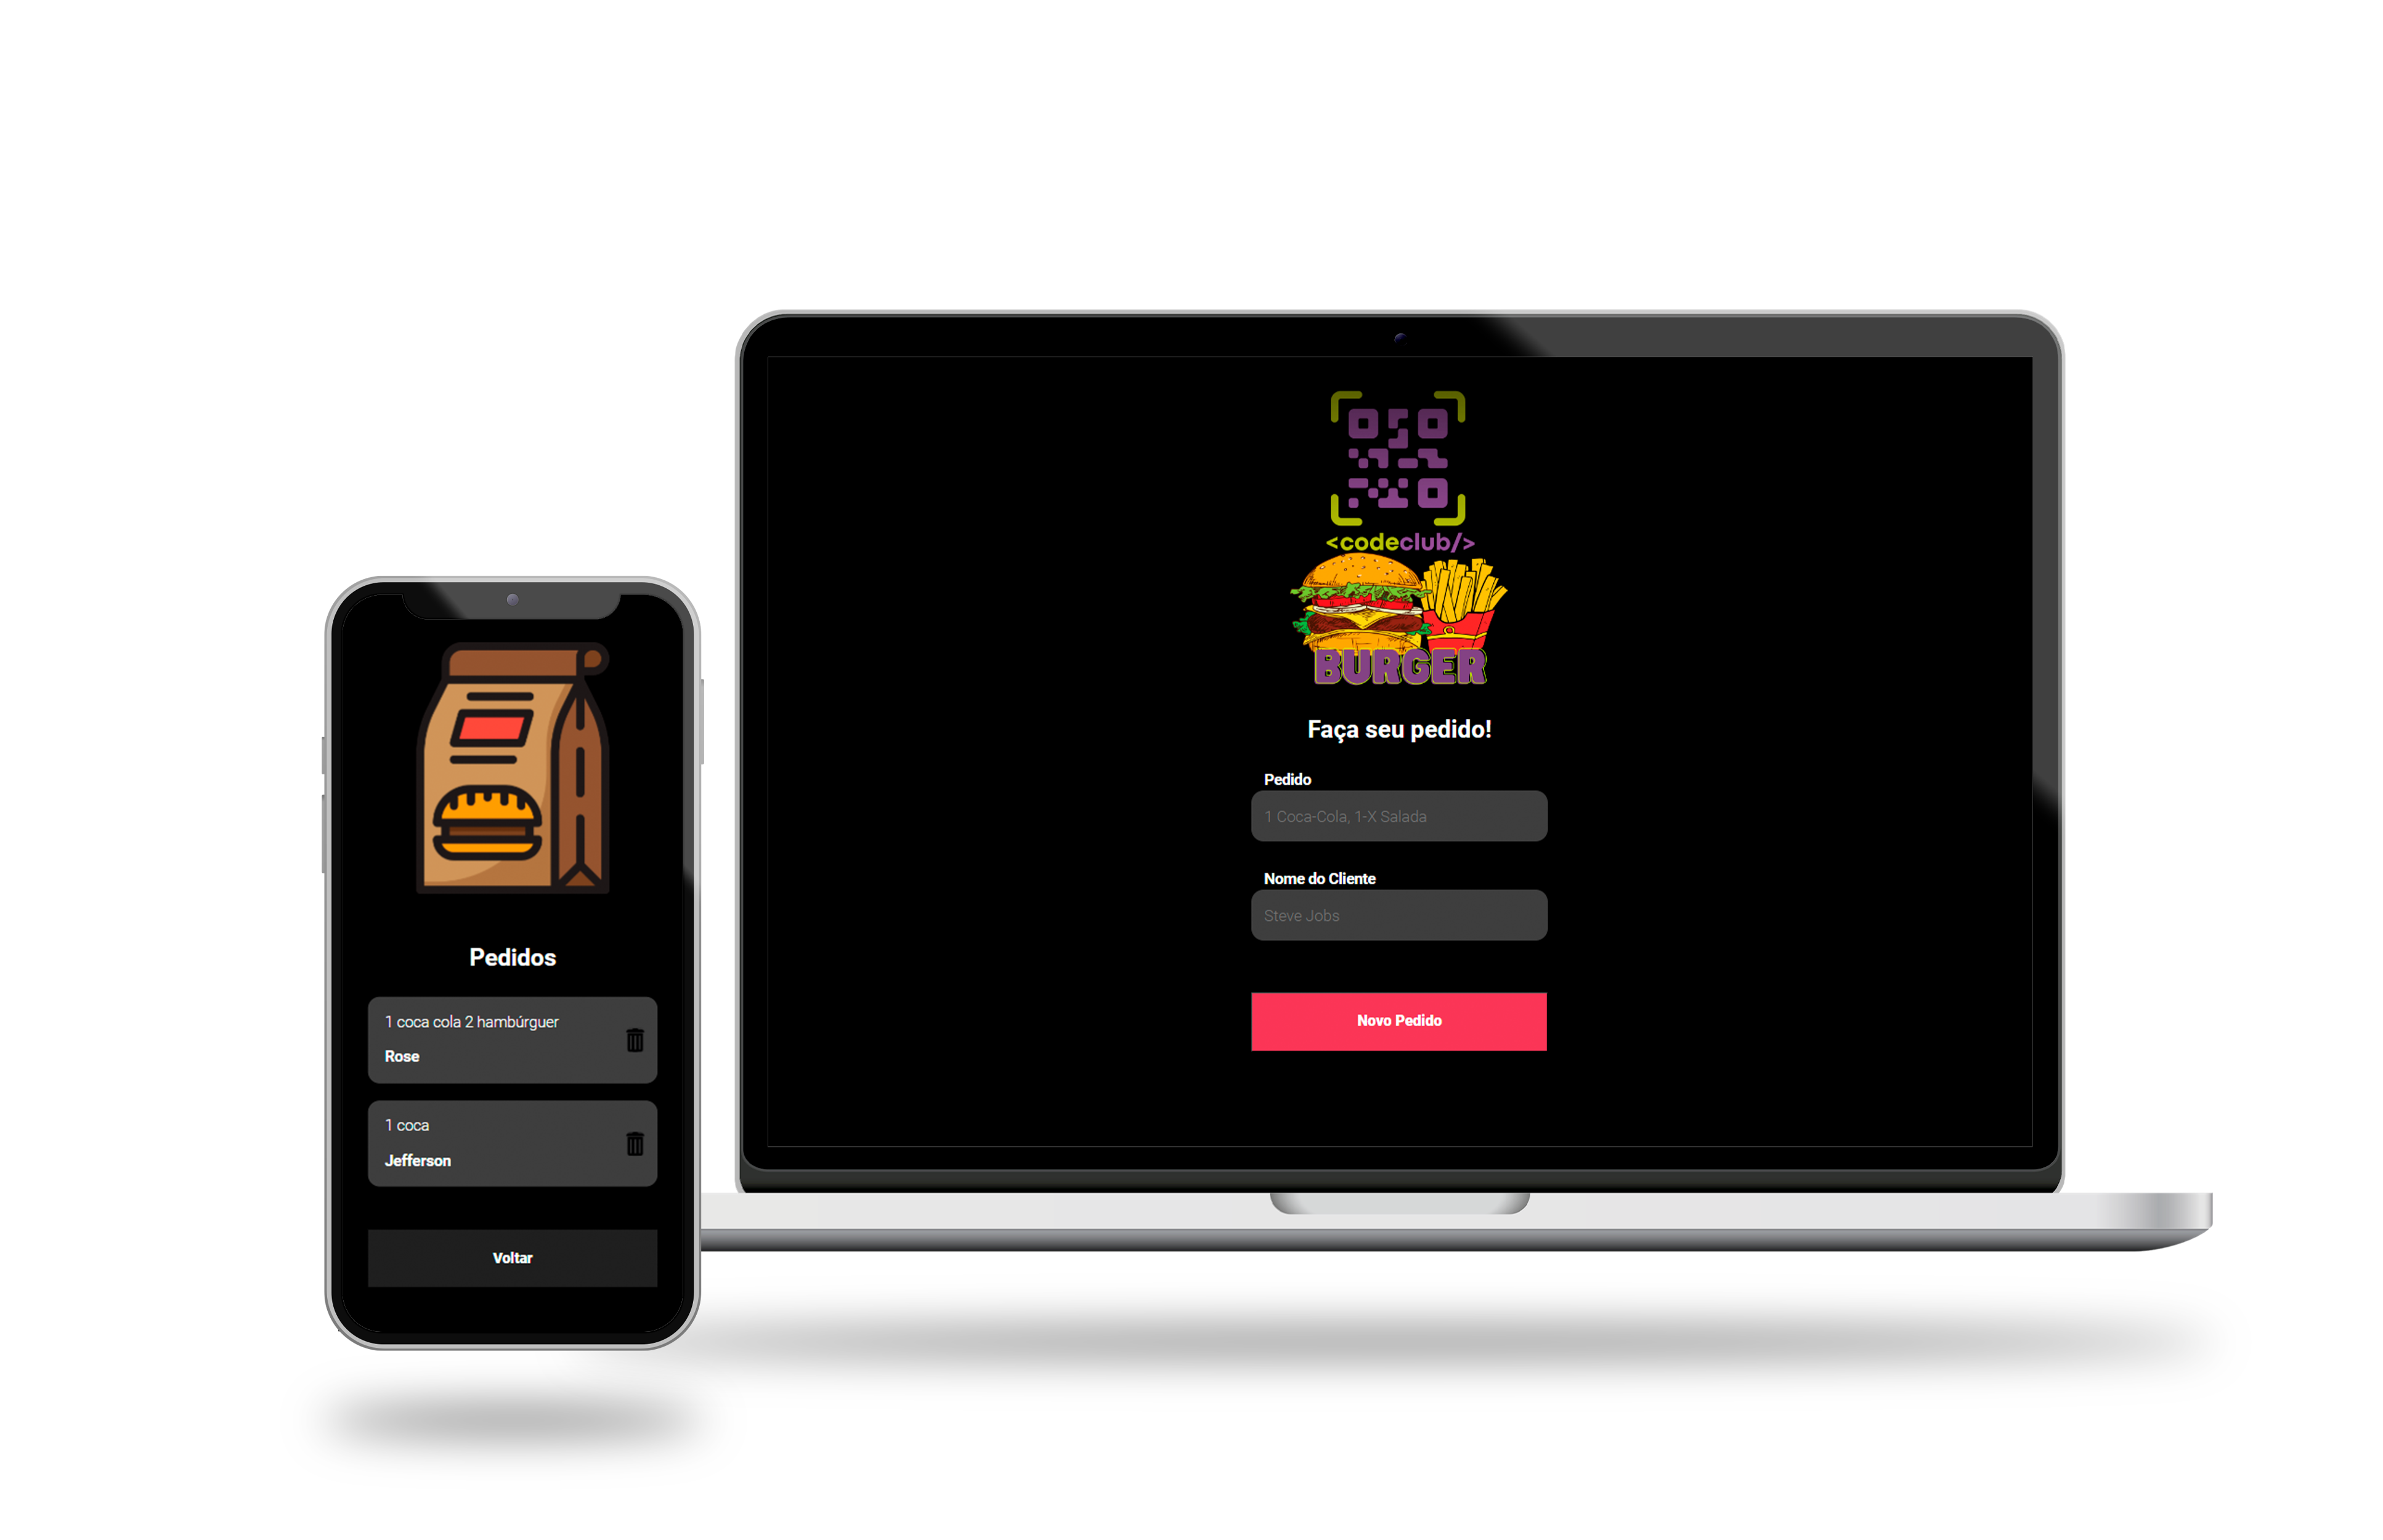 Pedidos
1 coca cola 2 hambúrguer
Rose
1 coca
Jefferson
Voltar
<codeclub/>
BURGER
Faça seu pedido!
Pedido
1 Coca-Cola, 1-X Salada
Nome do Cliente
Steve Jobs
Novo Pedido